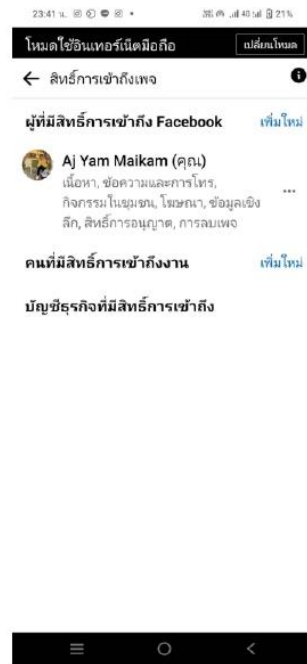 23:41 น.
21%
โหมดใช้อินเทอร์เน็ตมือถือ
เปลี่ยนโหมด
← สิทธิ์การเข้าถึงเพจ
ผู้ที่มีสิทธิ์การเข้าถึง Facebook เพิ่มใหม่
Aj Yam Maikam (คุณ)
เนื้อหา, ข้อความและการโทร,
กิจกรรมในชุมชน, โฆษณา, ข้อมูลเชิง
ลึก, สิทธิ์การอนุญาต, การลบเพจ
คนที่มีสิทธิ์การเข้าถึงงาน เพิ่มใหม่
บัญชีธุรกิจที่มีสิทธิ์การเข้าถึง